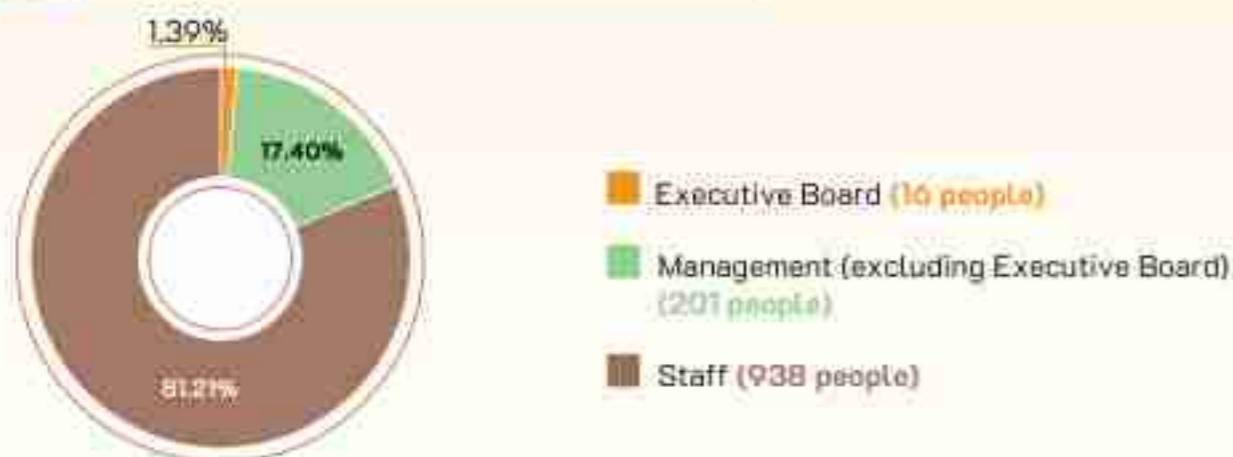 1.39%
17.40%
81.21%
Executive Board (16 people)
Management (excluding Executive Board)
(201 people)
Staff (938 people)